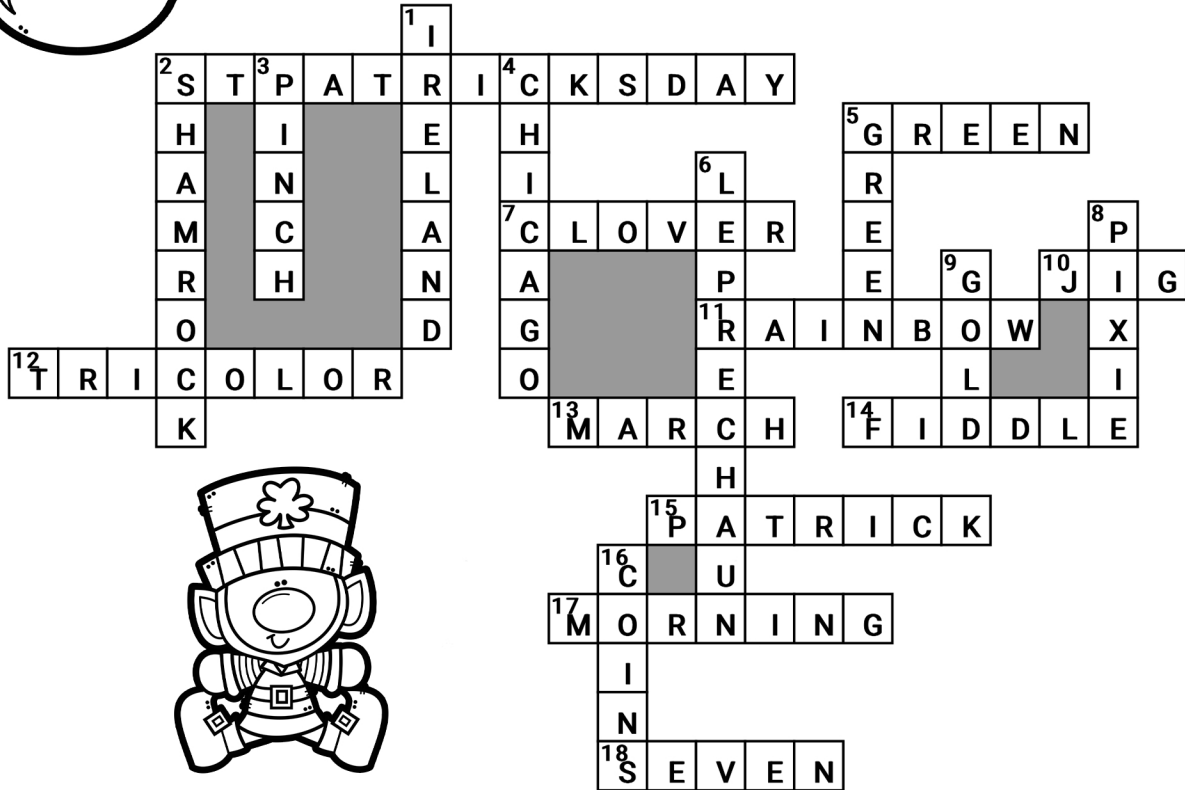 1 I
2 S T 3 P A T R I 4 C K S D A Y
H I E H 5 G R E E N
A N L I 6 L R
M C A 7 C L O V E R E 8 P
R H N A P E 9 G 10 J I G
O D G 11 R A I N B O W X
12 T R I C O L O R O E L I
K 13 M A R C H 14 F I D D L E
H
15 P A T R I C K
16 C U
17 M O R N I N G
I
N
18 S E V E N